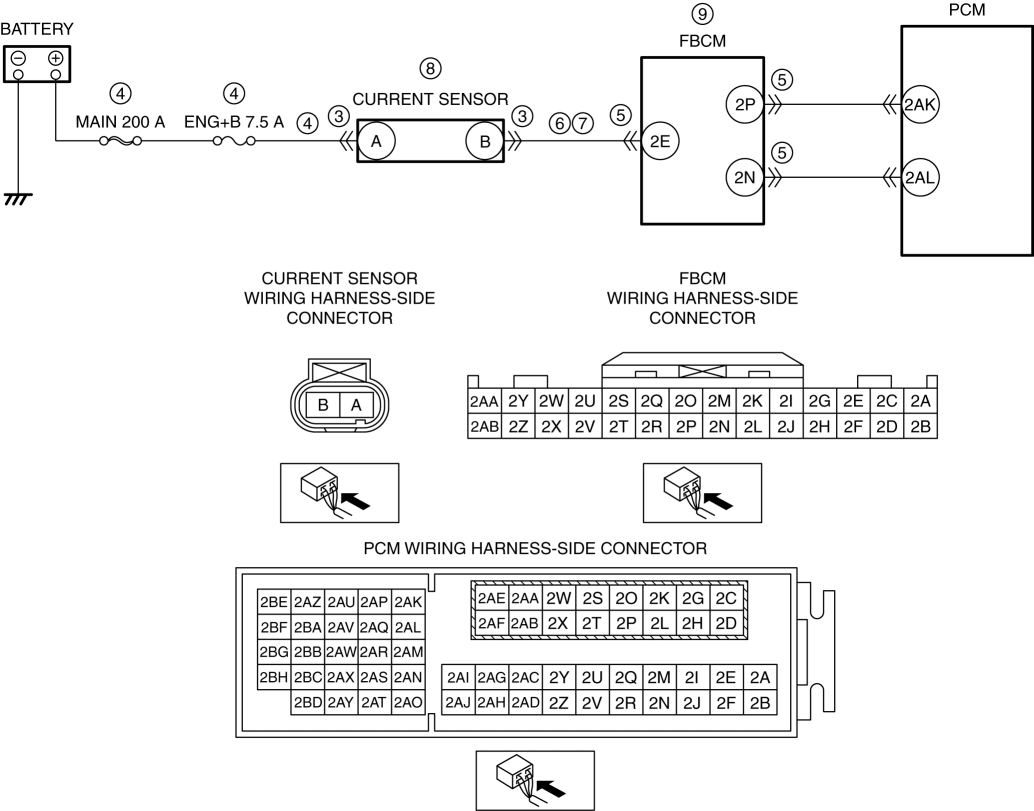 BATTERY
⑨
PCM
FBCM
− +
④ ④ ⑧
MAIN 200 A ENG+B 7.5 A ④ ③ CURRENT SENSOR ③ ⑥⑦ ⑤ ⑤
A B 2E 2P 2AK
⑤
2N 2AL
CURRENT SENSOR
WIRING HARNESS-SIDE
CONNECTOR
FBCM
WIRING HARNESS-SIDE
CONNECTOR
B A
2AA 2Y 2W 2U 2S 2Q 2O 2M 2K 2I 2G 2E 2C 2A
2AB 2Z 2X 2V 2T 2R 2P 2N 2L 2J 2H 2F 2D 2B
PCM WIRING HARNESS-SIDE CONNECTOR
2BE 2AZ 2AU 2AP 2AK
2BF 2BA 2AV 2AQ 2AL
2BG 2BB 2AW 2AR 2AM
2BH 2BC 2AX 2AS 2AN
2BD 2AY 2AT 2AO
2AE 2AA 2W 2S 2O 2K 2G 2C
2AF 2AB 2X 2T 2P 2L 2H 2D
2AI 2AG 2AC 2Y 2U 2Q 2M 2I 2E 2A
2AJ 2AH 2AD 2Z 2V 2R 2N 2J 2F 2B